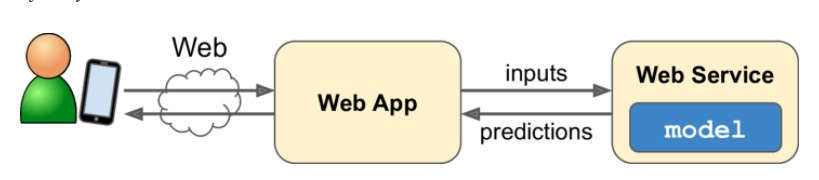 Web
Web App
inputs
predictions
Web Service
model